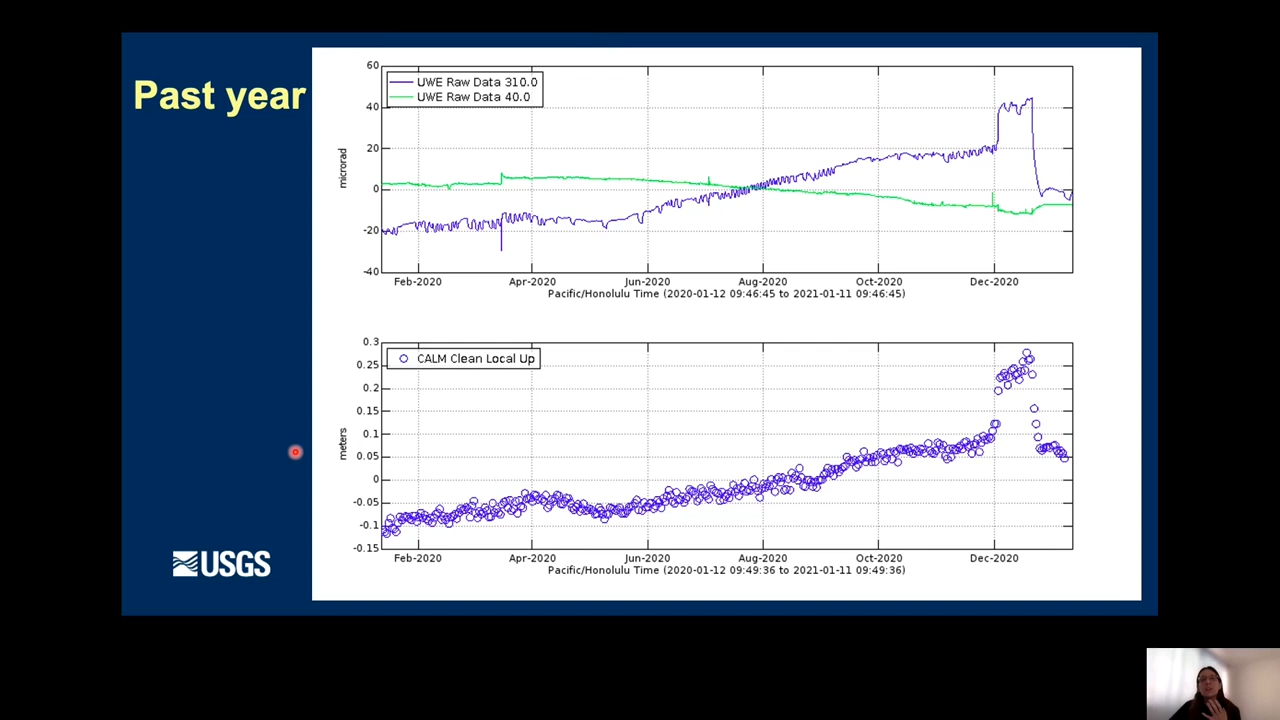 Past year
UWE Raw Data 310.0
UWE Raw Data 40.0
60
40
20
0
-20
-40
microrad
Feb-2020 Apr-2020 Jun-2020 Aug-2020 Oct-2020 Dec-2020
Pacific/Honolulu Time (2020-01-12 09:46:45 to 2021-01-11 09:46:45)
CALM Clean Local Up
0.3
0.25
0.2
0.15
0.1
0.05
0
-0.05
-0.1
-0.15
meters
Feb-2020 Apr-2020 Jun-2020 Aug-2020 Oct-2020 Dec-2020
Pacific/Honolulu Time (2020-01-12 09:49:36 to 2021-01-11 09:49:36)
USGS